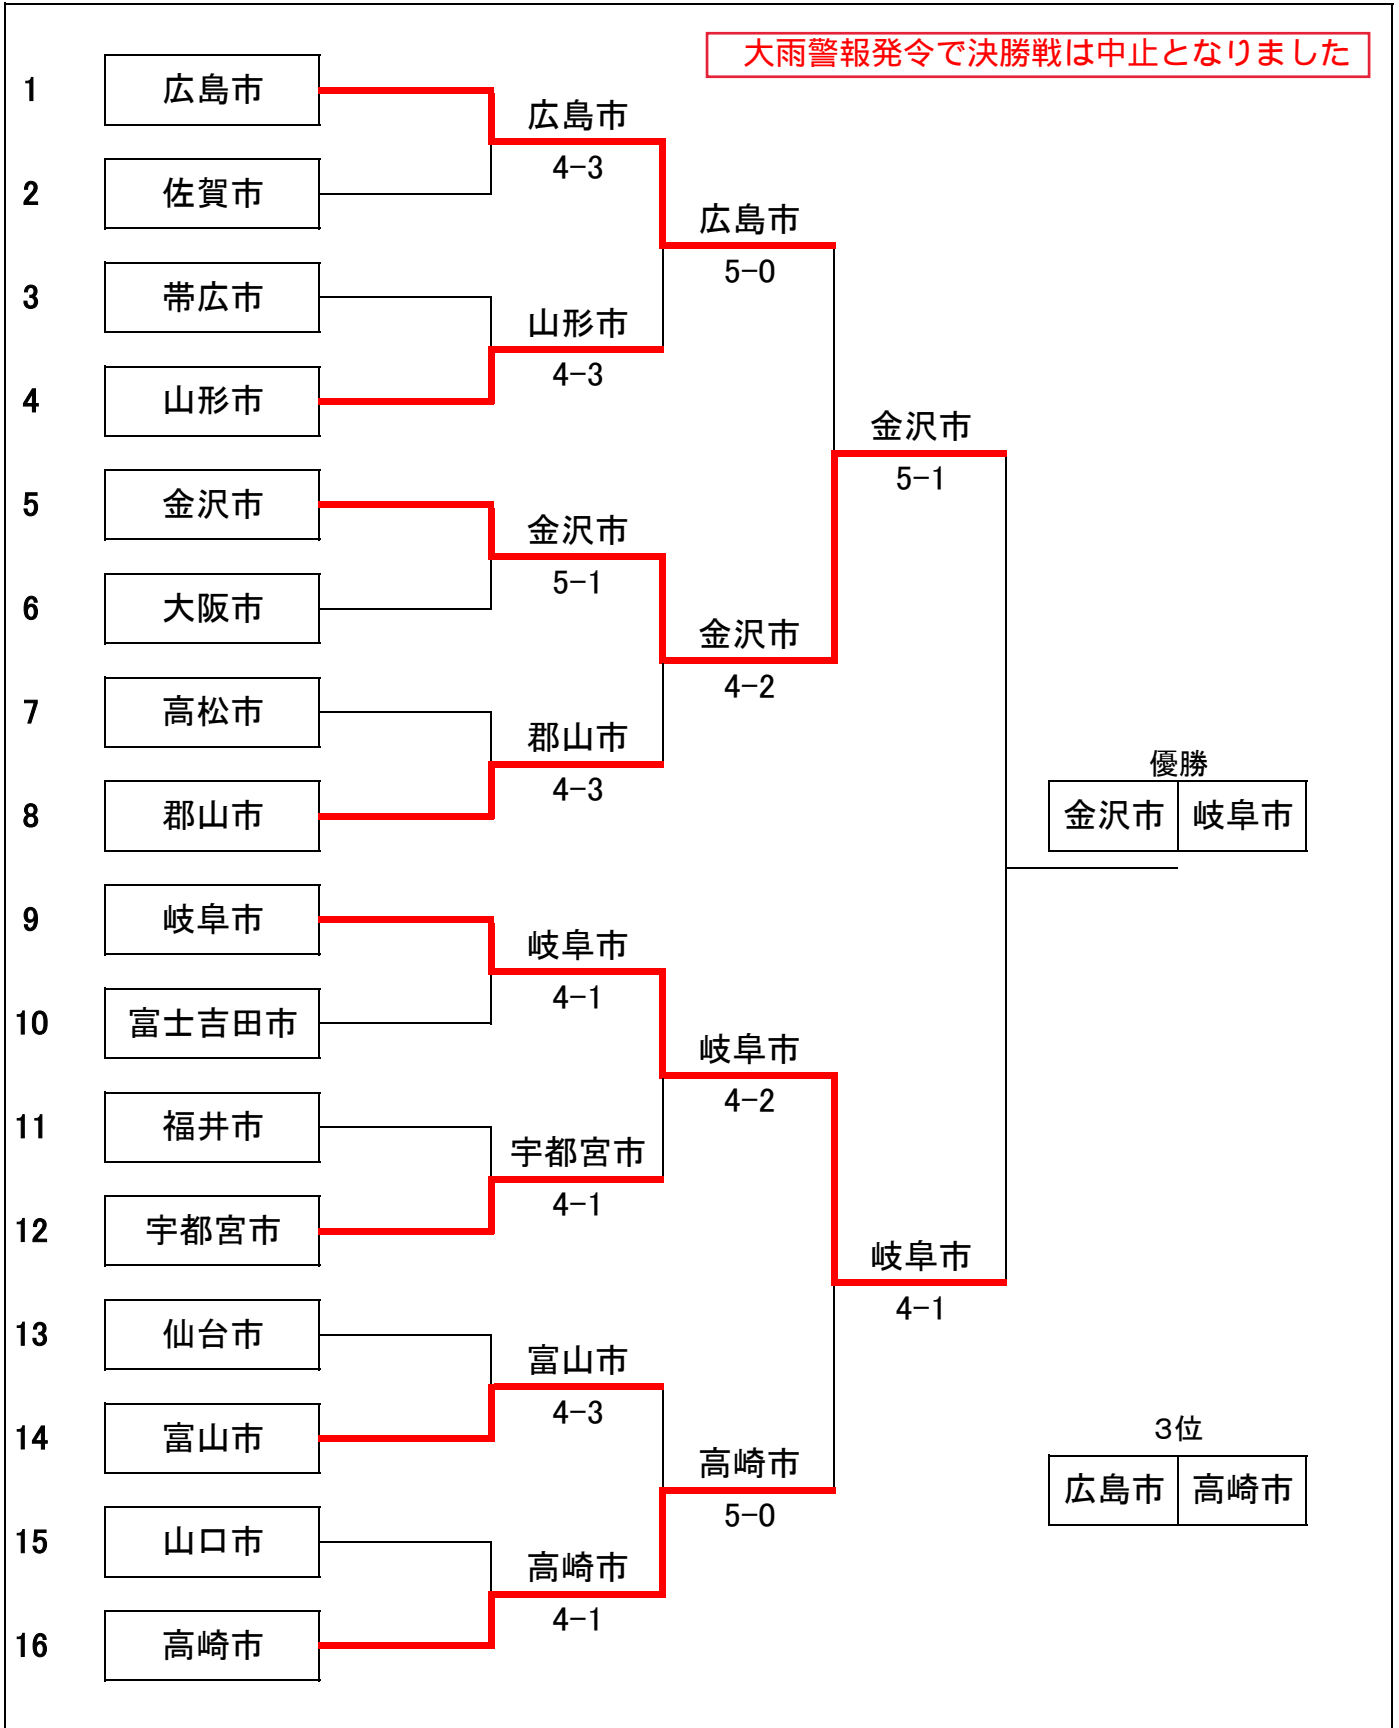 大雨警報発令で決勝戦は中止となりました
1 広島市
広島市
4-3
2 佐賀市
広島市
5-0
3 帯広市
山形市
4-3
4 山形市
金沢市
5-1
5 金沢市
金沢市
5-1
6 大阪市
金沢市
4-2
7 高松市
郡山市
4-3
8 郡山市
優勝
金沢市 岐阜市
9 岐阜市
岐阜市
4-1
10 富士吉田市
岐阜市
4-2
11 福井市
宇都宮市
4-1
12 宇都宮市
岐阜市
4-1
13 仙台市
富山市
4-3
14 富山市
3位
広島市 高崎市
高崎市
5-0
15 山口市
高崎市
4-1
16 高崎市